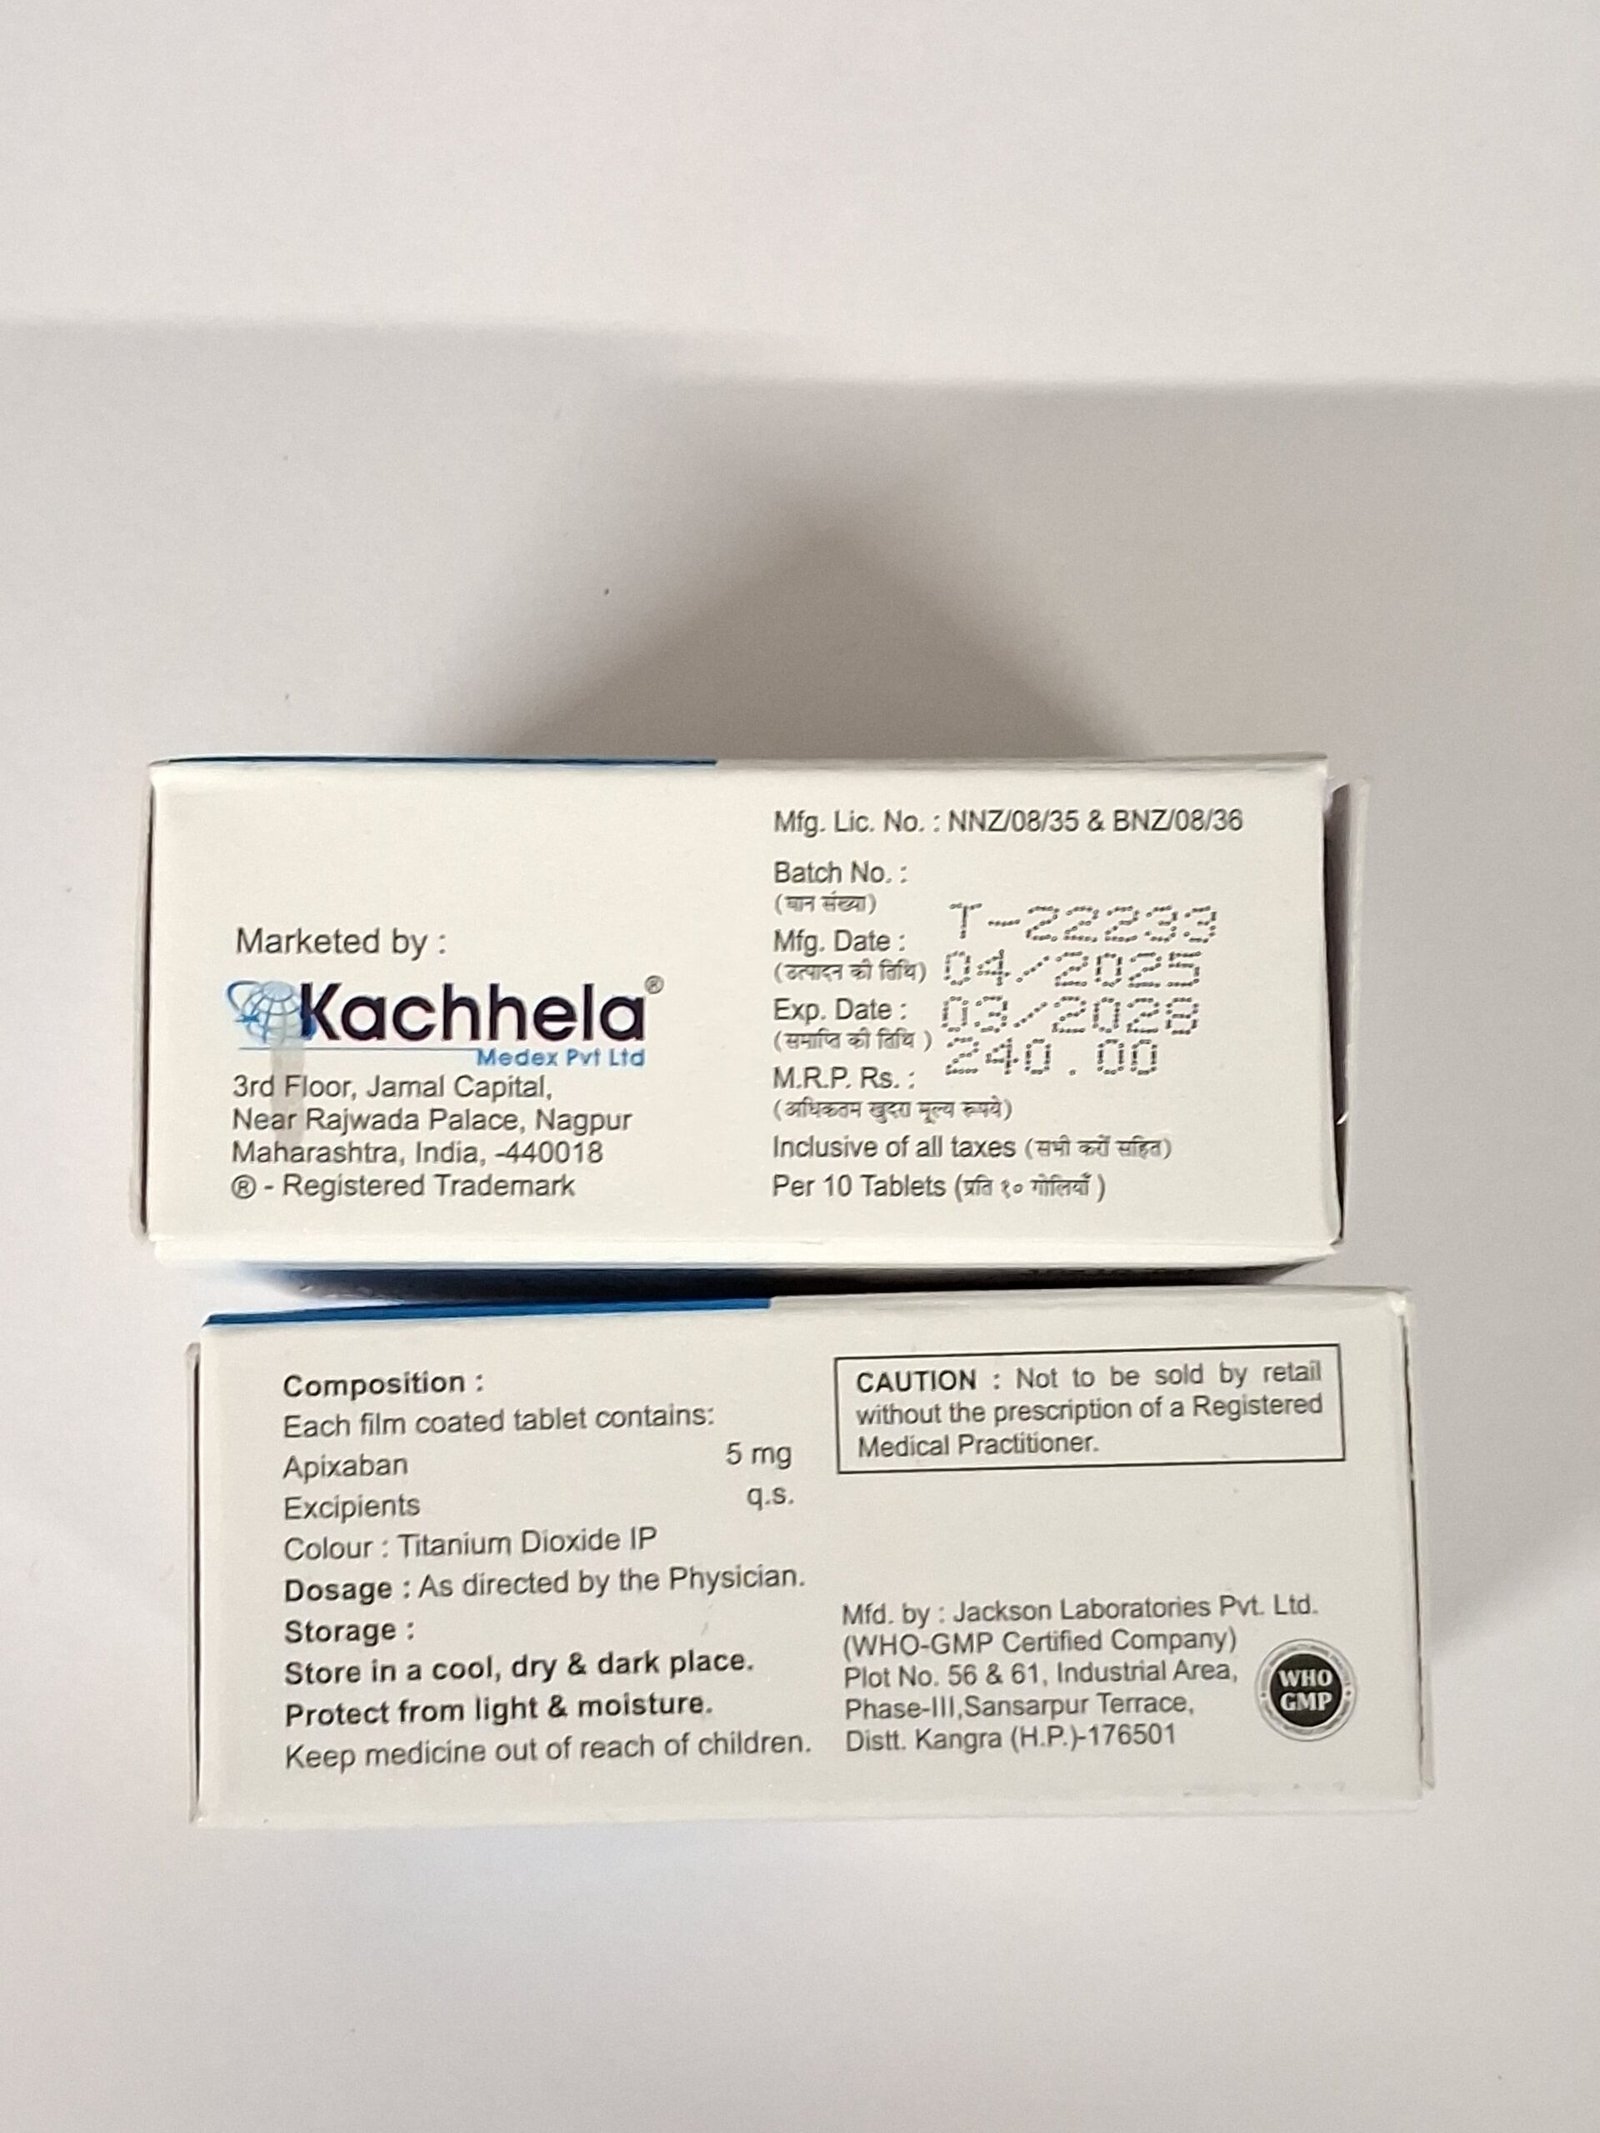 Marketed by :
Kachhela®
Medex Pvt Ltd
3rd Floor, Jamal Capital,
Near Rajwada Palace, Nagpur
Maharashtra, India, -440018
® - Registered Trademark
Mfg. Lic. No. : NNZ/08/35 & BNZ/08/36
Batch No. :
(घान संख्या)
T-22233
Mfg. Date :
(उत्पादन की तिथि)
04/2025
Exp. Date :
(समाप्ति की तिथि )
03/2028
M.R.P. Rs. :
240.00
(अधिकतम खुदरा मूल्य रूपये)
Inclusive of all taxes (सभी करों सहित)
Per 10 Tablets (प्रति १० गोलियाँ )
Composition :
Each film coated tablet contains:
Apixaban 5 mg
Excipients q.s.
Colour : Titanium Dioxide IP
Dosage : As directed by the Physician.
Storage :
Store in a cool, dry & dark place.
Protect from light & moisture.
Keep medicine out of reach of children.
CAUTION : Not to be sold by retail
without the prescription of a Registered
Medical Practitioner.
Mfd. by : Jackson Laboratories Pvt. Ltd.
(WHO-GMP Certified Company)
Plot No. 56 & 61, Industrial Area,
Phase-III,Sansarpur Terrace,
Distt. Kangra (H.P.)-176501
WHO
GMP